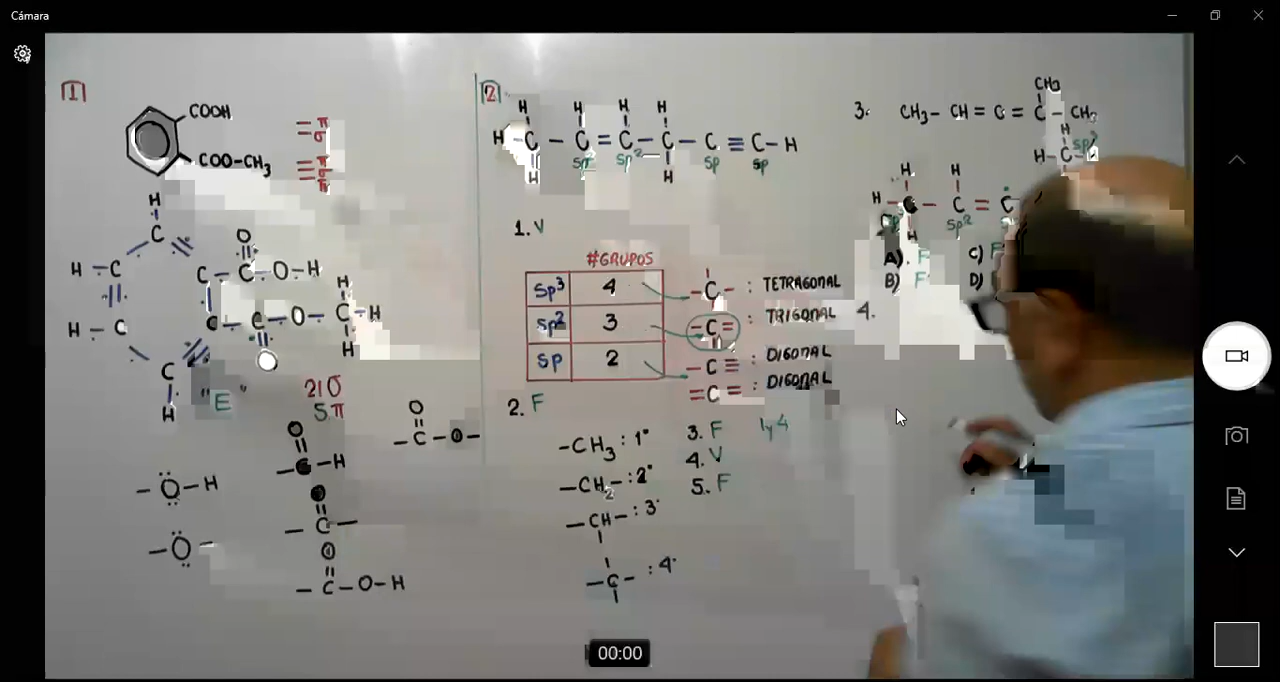 Cámara
1
COOH
COO-CH₃
= π
σ
≡ π
σ
π
H
C
O
H-C C-C-O-H
H
H-C C-C-O-C-H
O H
C
H
"E"
21σ
5π
O
-C-O-
O
-C-H
-Ö-H
O
-C-
-Ö-
O
-C-O-H
2
H H H H
H-C-C=C-C-C≡C-H
H sp² sp² H sp sp
1. V
#GRUPOS
sp³ 4
sp² 3
sp 2
-C- : TETRAGONAL
-C= : TRIGONAL
-C≡ : DIGONAL
=C= : DIGONAL
2. F
-CH₃ : 1°
-CH₂- : 2°
-CH- : 3°
-C- : 4°
3. F 1y4
4. V
5. F
3.
CH₃
CH₃-CH=C=C-CH₃
H
H-C- sp³
H H
H-C-C=C
sp²
H
A). F C) F
B) F D)
4.
00:00